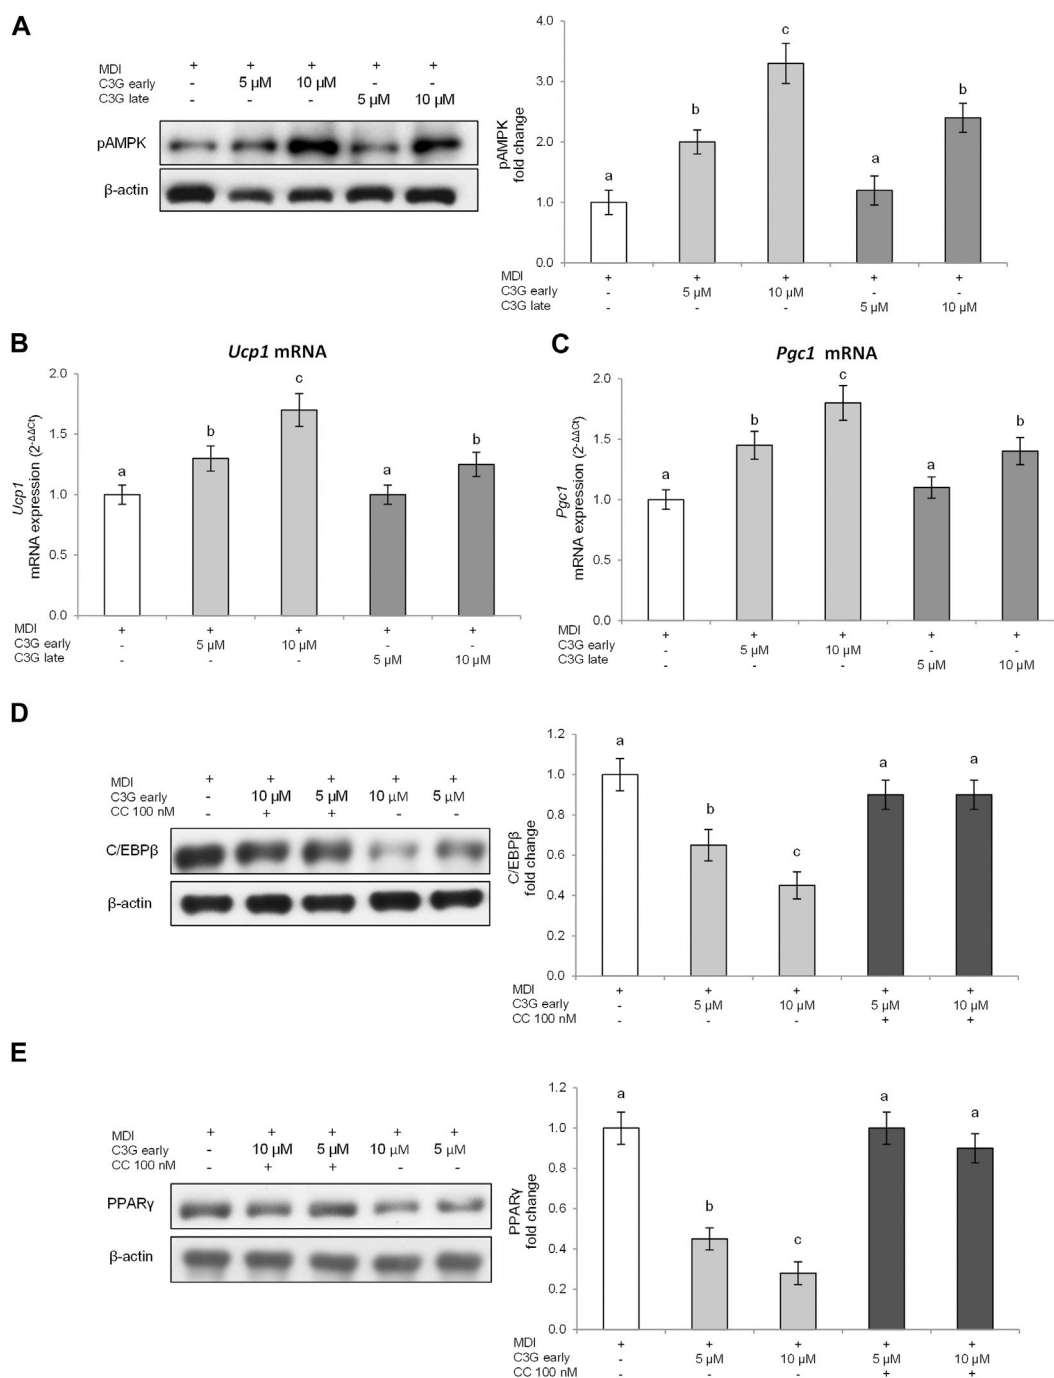 A
MDI + + + + +
C3G early - 5 µM 10 µM - -
C3G late - - - 5 µM 10 µM
pAMPK
β-actin
pAMPK
fold change
4.0
3.0
2.0
1.0
0.0
a b c a b
MDI + + + + +
C3G early - 5 µM 10 µM - -
C3G late - - - 5 µM 10 µM
B
Ucp1 mRNA
Ucp1
mRNA expression (2-ΔΔCt)
2.0
1.5
1.0
0.5
0.0
a b c a b
MDI + + + + +
C3G early - 5 µM 10 µM - -
C3G late - - - 5 µM 10 µM
C
Pgc1 mRNA
Pgc1
mRNA expression (2-ΔΔCt)
2.0
1.5
1.0
0.5
0.0
a b c a b
MDI + + + + +
C3G early - 5 µM 10 µM - -
C3G late - - - 5 µM 10 µM
D
MDI + + + + +
C3G early - 10 µM 5 µM 10 µM 5 µM
CC 100 nM - + + - -
C/EBPβ
β-actin
C/EBPβ
fold change
1.2
1.0
0.8
0.6
0.4
0.2
0.0
a b c a a
MDI + + + + +
C3G early - 5 µM 10 µM 5 µM 10 µM
CC 100 nM - - - + +
E
MDI + + + + +
C3G early - 10 µM 5 µM 10 µM 5 µM
CC 100 nM - + + - -
PPARγ
β-actin
PPARγ
fold change
1.2
1.0
0.8
0.6
0.4
0.2
0.0
a b c a a
MDI + + + + +
C3G early - 5 µM 10 µM 5 µM 10 µM
CC 100 nM - - - + +